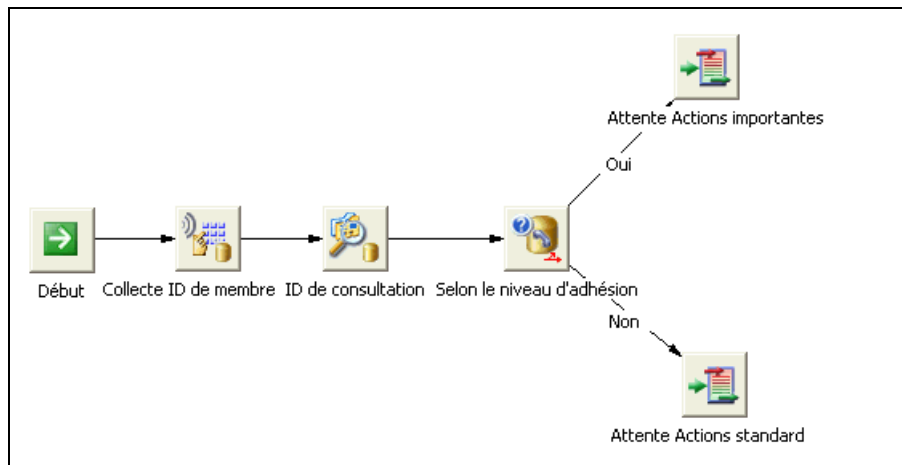 Attente Actions importantes
Oui
Début
Collecte ID de membre
ID de consultation
Selon le niveau d'adhésion
Non
Attente Actions standard